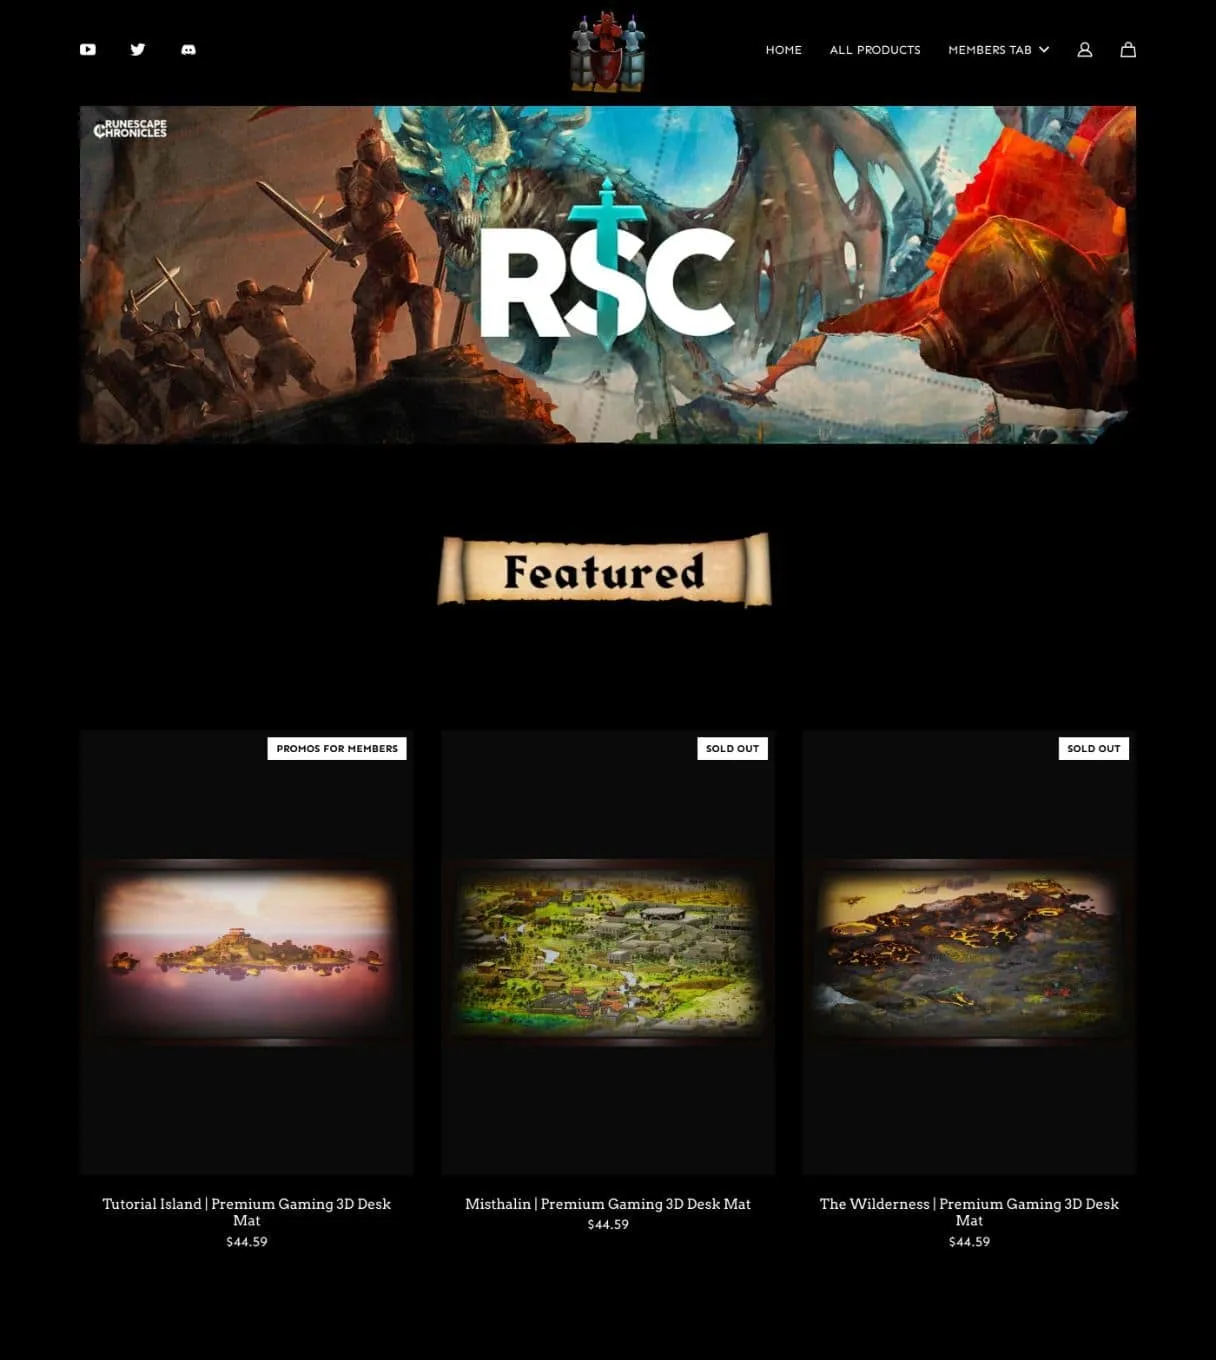 HOME
ALL PRODUCTS
MEMBERS TAB
RUNESCAPE
CHRONICLES
RSC
Featured
PROMOS FOR MEMBERS
SOLD OUT
SOLD OUT
Tutorial Island | Premium Gaming 3D Desk
Mat
$44.59
Misthalin | Premium Gaming 3D Desk Mat
$44.59
The Wilderness | Premium Gaming 3D Desk
Mat
$44.59